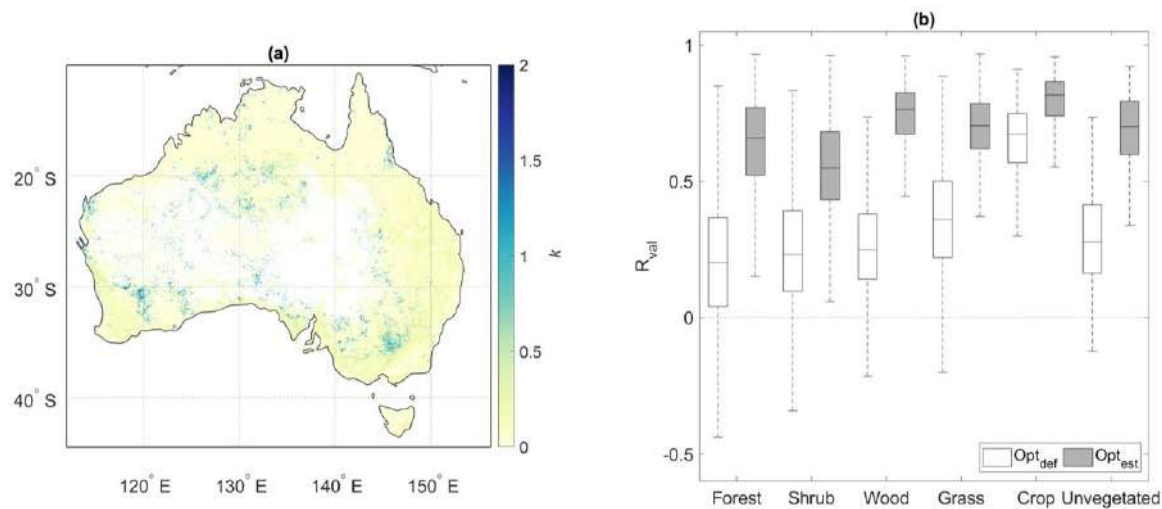 (a)
20° S
30° S
40° S
120° E
130° E
140° E
150° E
2
1.5
1
0.5
0
k
(b)
1
0.5
0
-0.5
R_val
Opt_def
Opt_est
Forest
Shrub
Wood
Grass
Crop
Unvegetated